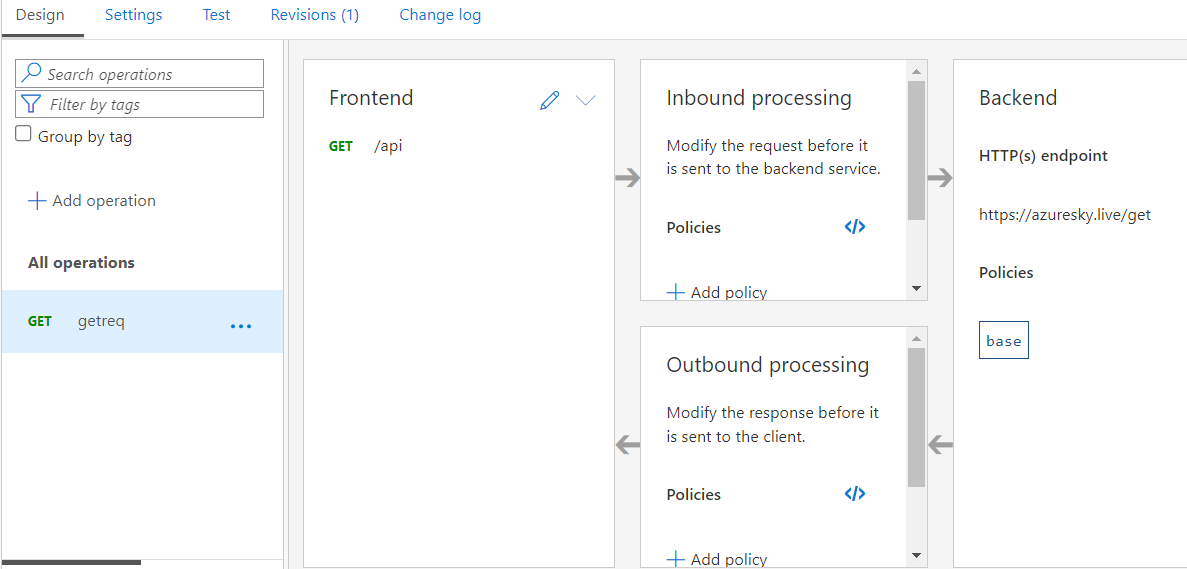 Design Settings Test Revisions (1) Change log
Search operations
Filter by tags
Group by tag
Add operation
All operations
GET getreq ...
Frontend
GET /api
Inbound processing
Modify the request before it
is sent to the backend service.
Policies </>
Add policy
Outbound processing
Modify the response before it
is sent to the client.
Policies </>
Add policy
Backend
HTTP(s) endpoint
https://azuresky.live/get
Policies
base